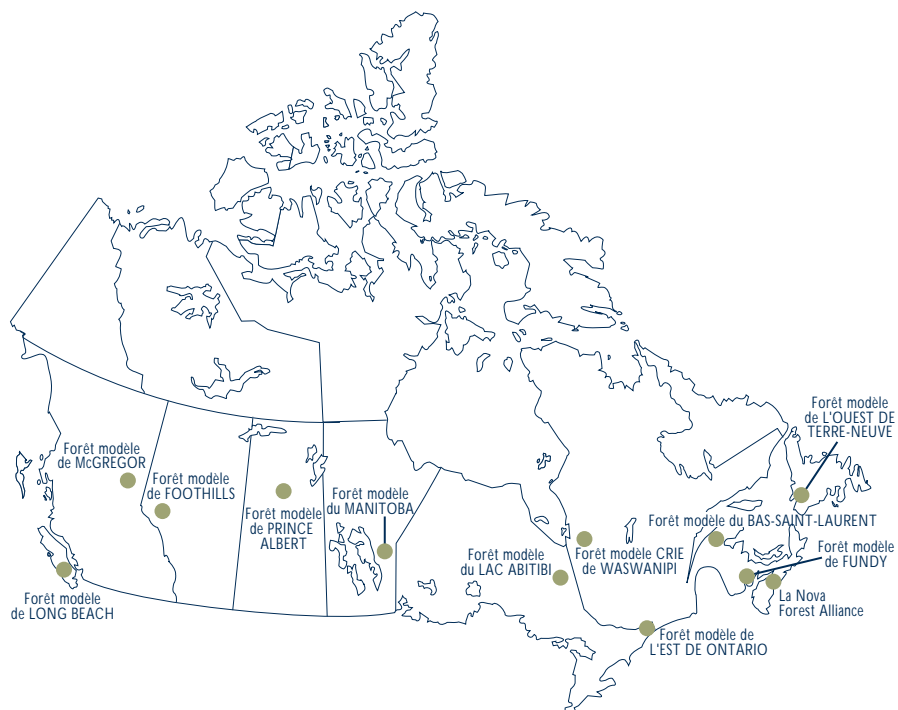 Forêt modèle
de L'OUEST DE
TERRE-NEUVE
Forêt modèle
de McGREGOR
Forêt modèle
de FOOTHILLS
Forêt modèle
de PRINCE
ALBERT
Forêt modèle
du MANITOBA
Forêt modèle du BAS-SAINT-LAURENT
Forêt modèle
du LAC ABITIBI
Forêt modèle CRIE
de WASWANIPI
Forêt modèle
de FUNDY
Forêt modèle
de LONG BEACH
La Nova
Forest Alliance
Forêt modèle de
L'EST DE ONTARIO